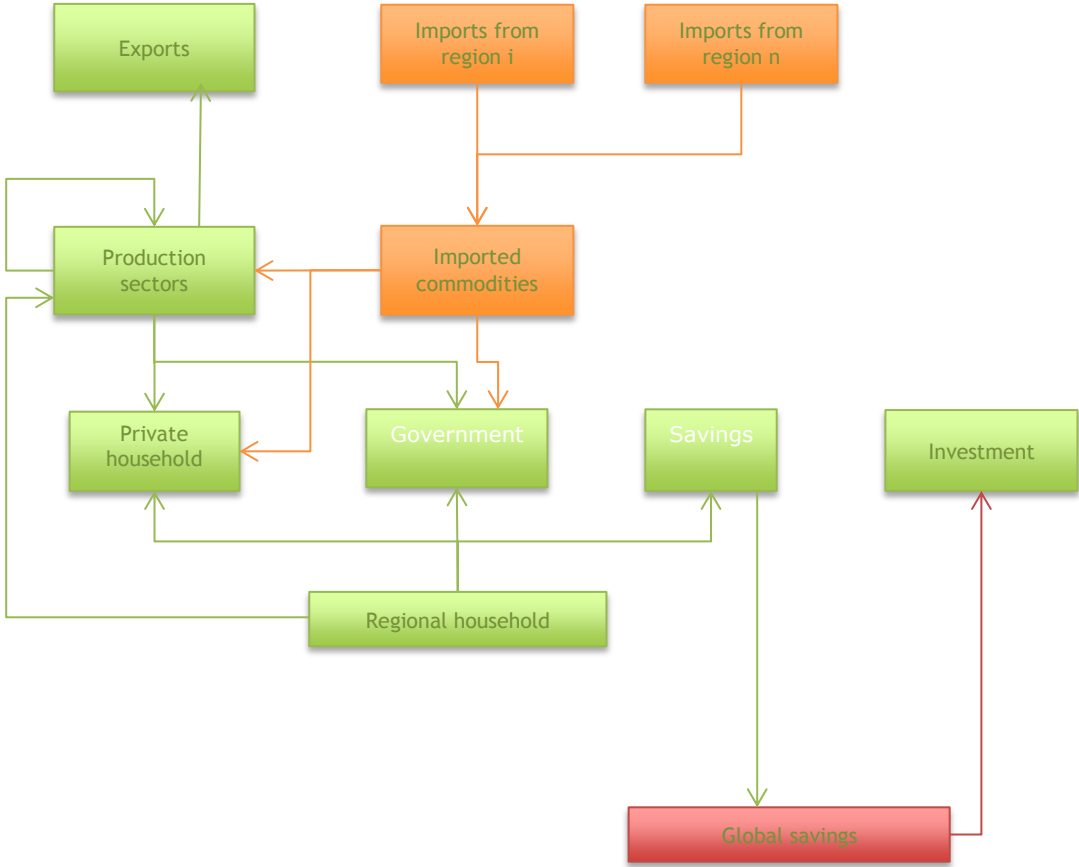 Exports
Imports from
region i
Imports from
region n
Production
sectors
Imported
commodities
Private
household
Government
Savings
Investment
Regional household
Global savings